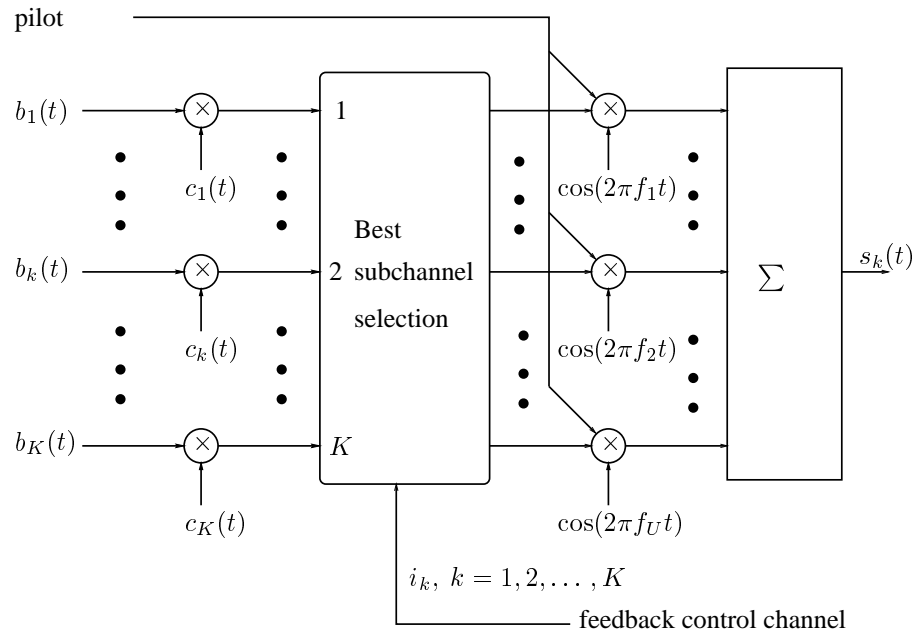 pilot
b_1(t)
×
1
×
c_1(t)
cos(2πf_1t)
Best
b_k(t)
×
2 subchannel
×
Σ
s_k(t)
selection
c_k(t)
cos(2πf_2t)
b_K(t)
×
K
×
c_K(t)
cos(2πf_Ut)
i_k, k = 1, 2, ..., K
feedback control channel